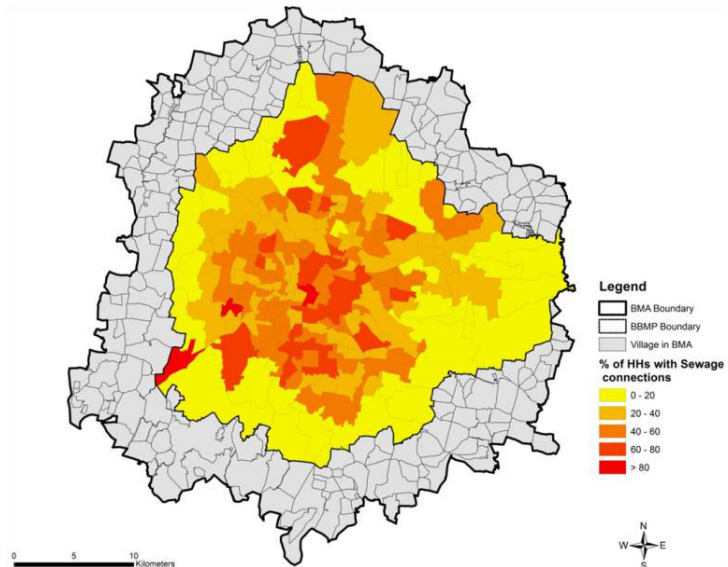 Legend
BMA Boundary
BBMP Boundary
Village in BMA
% of HHs with Sewage
connections
0 - 20
20 - 40
40 - 60
60 - 80
> 80
N
W E
S
0 5 10
Kilometers